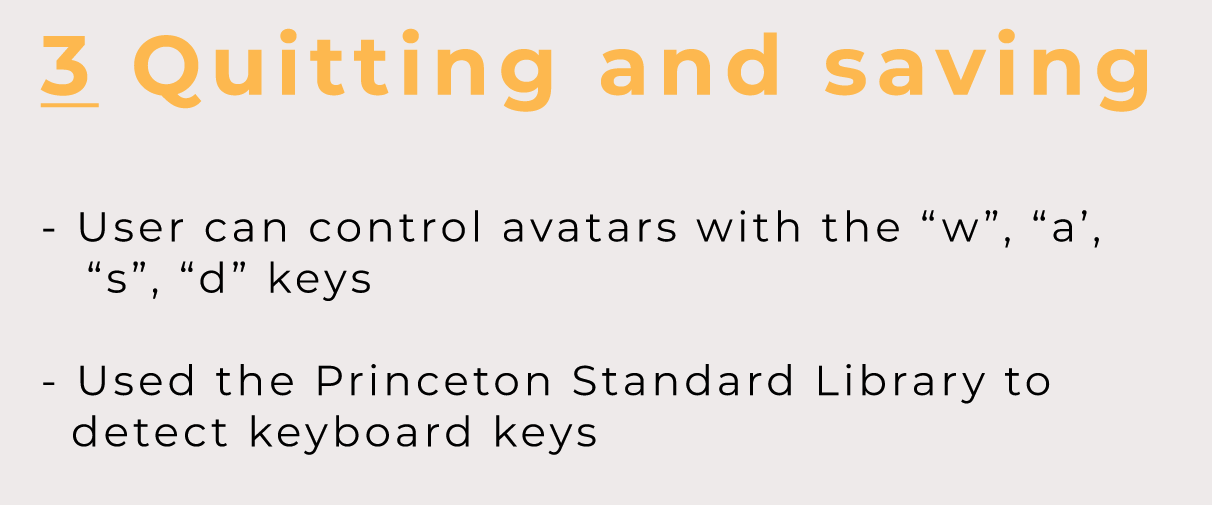 3 Quitting and saving
- User can control avatars with the “w”, “a’,
“s”, “d” keys
- Used the Princeton Standard Library to
detect keyboard keys